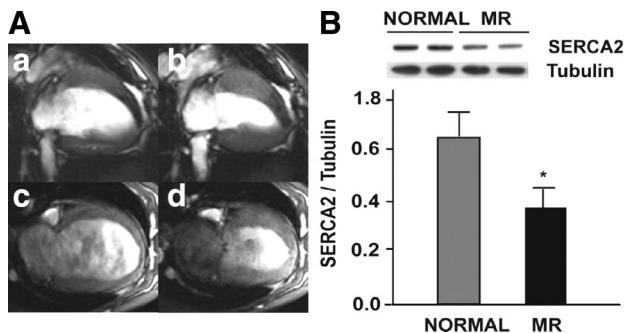 A
a
b
c
d
B
NORMAL MR
SERCA2
Tubulin
SERCA2 / Tubulin
1.8
0.6
0.4
0.2
0.0
*
NORMAL
MR